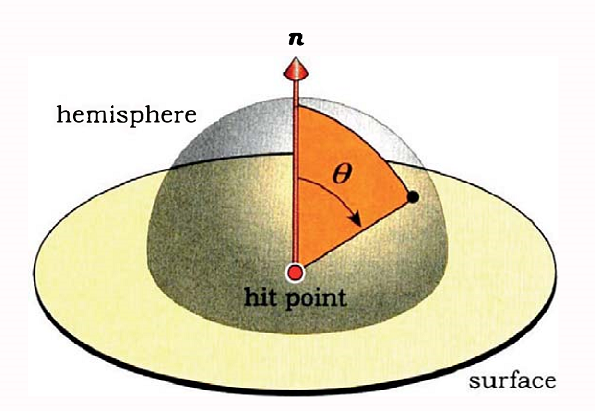 n
hemisphere
θ
hit point
surface